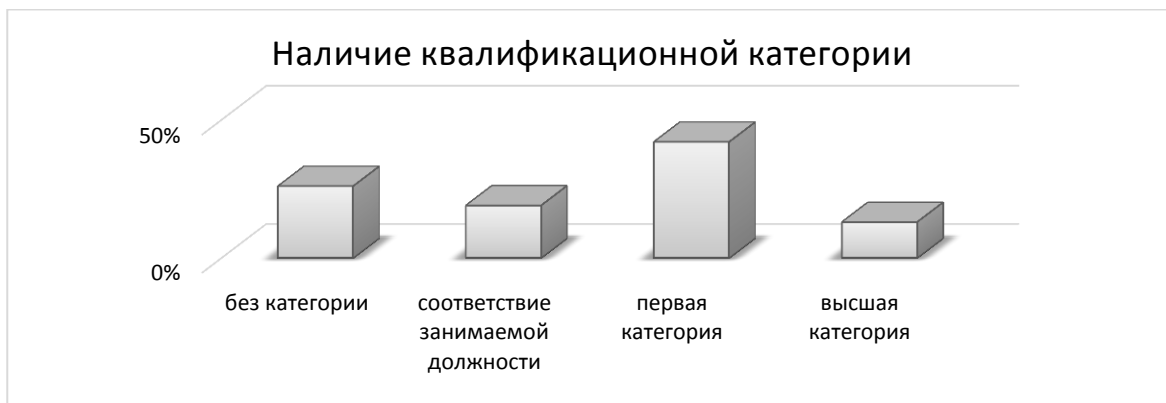 Наличие квалификационной категории
50%
0%
без категории
соответствие
занимаемой
должности
первая
категория
высшая
категория